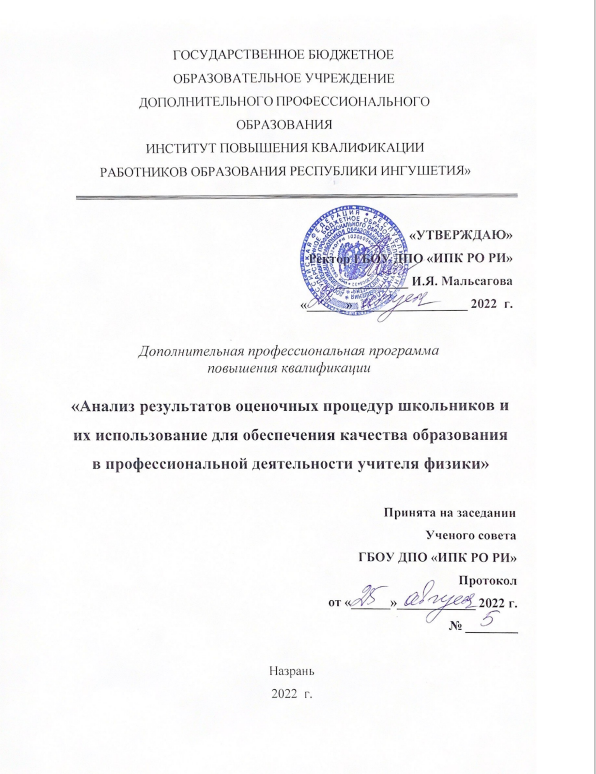 ГОСУДАРСТВЕННОЕ БЮДЖЕТНОЕ
ОБРАЗОВАТЕЛЬНОЕ УЧРЕЖДЕНИЕ
ДОПОЛНИТЕЛЬНОГО ПРОФЕССИОНАЛЬНОГО
ОБРАЗОВАНИЯ
ИНСТИТУТ ПОВЫШЕНИЯ КВАЛИФИКАЦИИ
РАБОТНИКОВ ОБРАЗОВАНИЯ РЕСПУБЛИКИ ИНГУШЕТИЯ»
«УТВЕРЖДАЮ»
Ректор ГБОУ ДПО «ИПК РО РИ»
И.Я. Мальсагова
« » август 2022 г.
Дополнительная профессиональная программа
повышения квалификации
«Анализ результатов оценочных процедур школьников и
их использование для обеспечения качества образования
в профессиональной деятельности учителя физики»
Принята на заседании
Ученого совета
ГБОУ ДПО «ИПК РО РИ»
Протокол
от «25» август 2022 г.
№ 5
Назрань
2022 г.